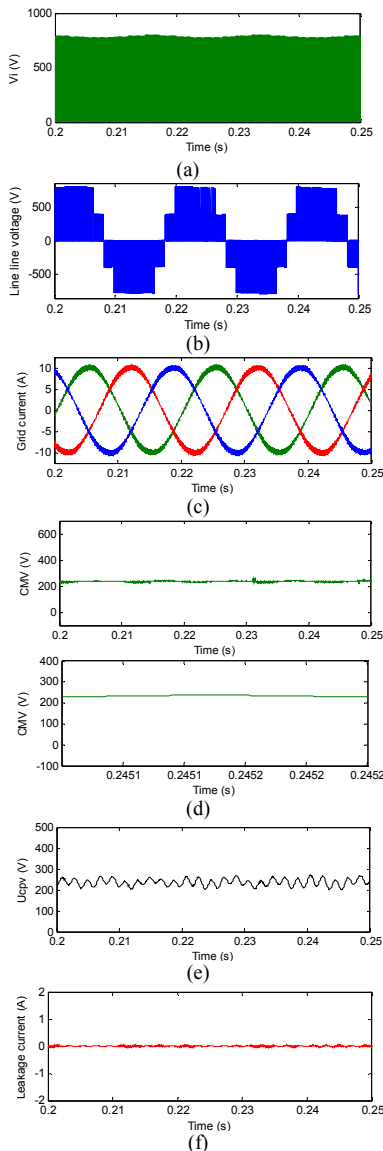 1000
500
0
Vi (V)
0.2 0.21 0.22 0.23 0.24 0.25
Time (s)
(a)
500
0
-500
Line line voltage (V)
0.2 0.21 0.22 0.23 0.24 0.25
Time (s)
(b)
10
5
0
-5
-10
Grid current (A)
0.2 0.21 0.22 0.23 0.24 0.25
Time (s)
(c)
600
400
200
0
CMV (V)
0.2 0.21 0.22 0.23 0.24 0.25
Time (s)
400
300
200
100
0
-100
CMV (V)
0.2451 0.2451 0.2452 0.2452 0.2452
Time (s)
(d)
500
400
300
200
100
0
Ucpv (V)
0.2 0.21 0.22 0.23 0.24 0.25
Time (s)
(e)
2
1
0
-1
-2
Leakage current (A)
0.2 0.21 0.22 0.23 0.24 0.25
Time (s)
(f)